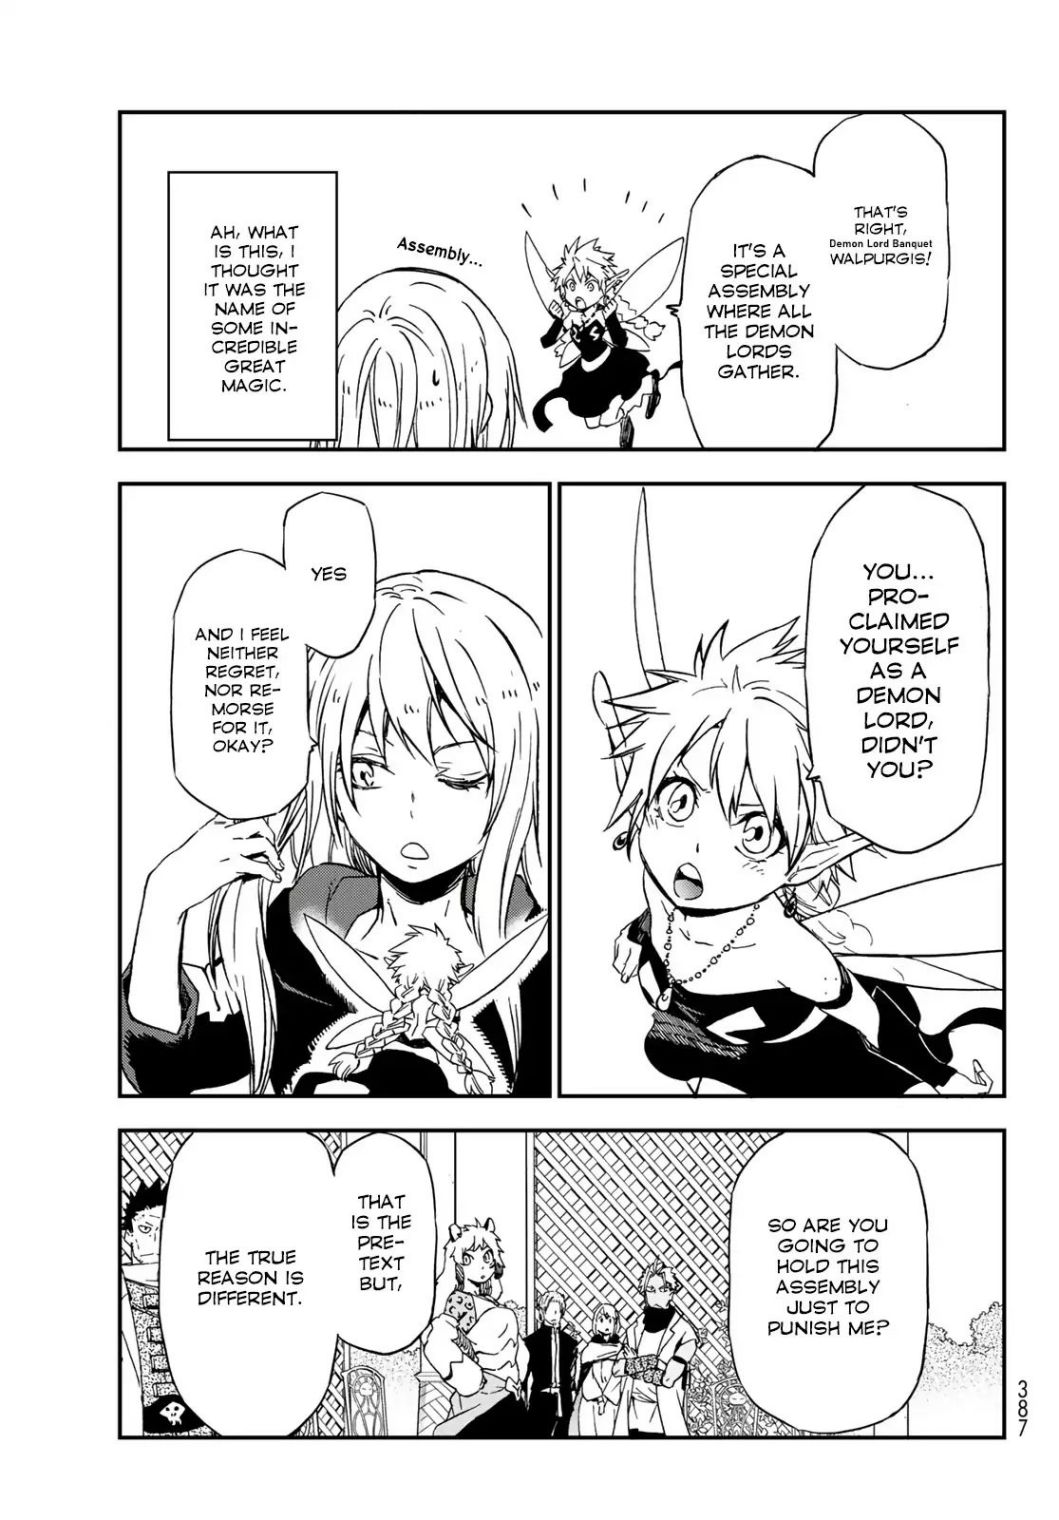 THAT'S
RIGHT,
Demon Lord Banquet
WALPURGIS!
IT'S A
SPECIAL
ASSEMBLY
WHERE ALL
THE DEMON
LORDS
GATHER.
Assembly...
AH, WHAT
IS THIS, I
THOUGHT
IT WAS THE
NAME OF
SOME IN-
CREDIBLE
GREAT
MAGIC.
YOU...
PRO-
CLAIMED
YOURSELF
AS A
DEMON
LORD,
DIDN'T
YOU?
YES
AND I FEEL
NEITHER
REGRET,
NOR RE-
MORSE
FOR IT,
OKAY?
SO ARE YOU
GOING TO
HOLD THIS
ASSEMBLY
JUST TO
PUNISH ME?
THAT
IS THE
PRE-
TEXT
BUT,
THE TRUE
REASON IS
DIFFERENT.
387